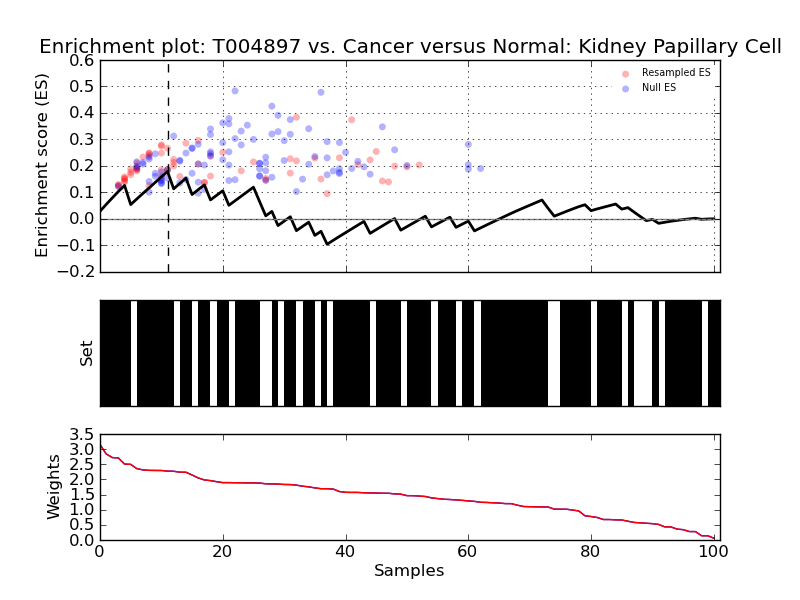 Enrichment plot: T004897 vs. Cancer versus Normal: Kidney Papillary Cell
0.6
0.5
0.4
0.3
0.2
0.1
0.0
−0.1
−0.2
Enrichment score (ES)
Resampled ES
Null ES
Set
3.5
3.0
2.5
2.0
1.5
1.0
0.5
0.0
Weights
0 20 40 60 80 100
Samples